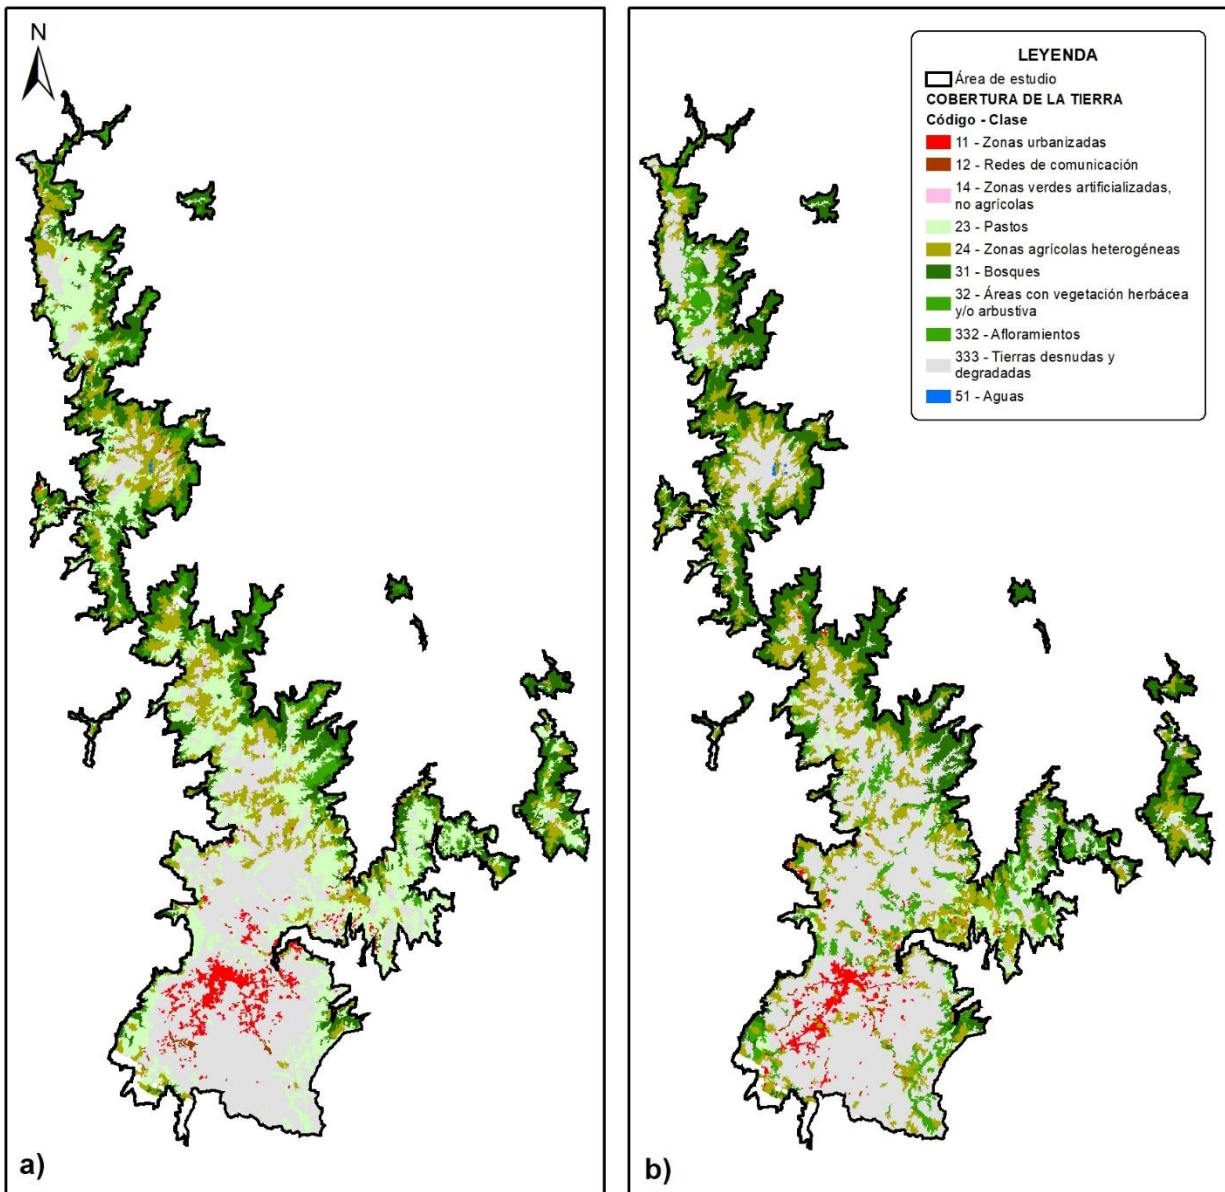 N
LEYENDA
Área de estudio
COBERTURA DE LA TIERRA
Código - Clase
11 - Zonas urbanizadas
12 - Redes de comunicación
14 - Zonas verdes artificializadas,
no agrícolas
23 - Pastos
24 - Zonas agrícolas heterogéneas
31 - Bosques
32 - Áreas con vegetación herbácea
y/o arbustiva
332 - Afloramientos
333 - Tierras desnudas y
degradadas
51 - Aguas
a)
b)